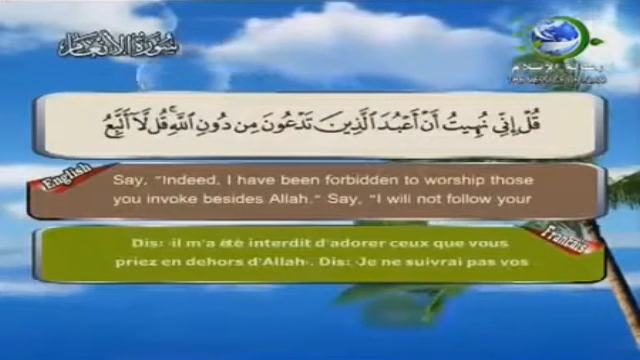 سورة الأنعام
قُلْ إِنِّي نُهِيتُ أَنْ أَعْبُدَ الَّذِينَ تَدْعُونَ مِن دُونِ اللَّهِ ۚ قُل لَّا أَتَّبِعُ
English
Say, "Indeed, I have been forbidden to worship those
you invoke besides Allah." Say, "I will not follow your
Francaise
Dis: ‹il m'a été interdit d'adorer ceux que vous
priez en dehors d'Allah›. Dis: ‹Je ne suivrai pas vos